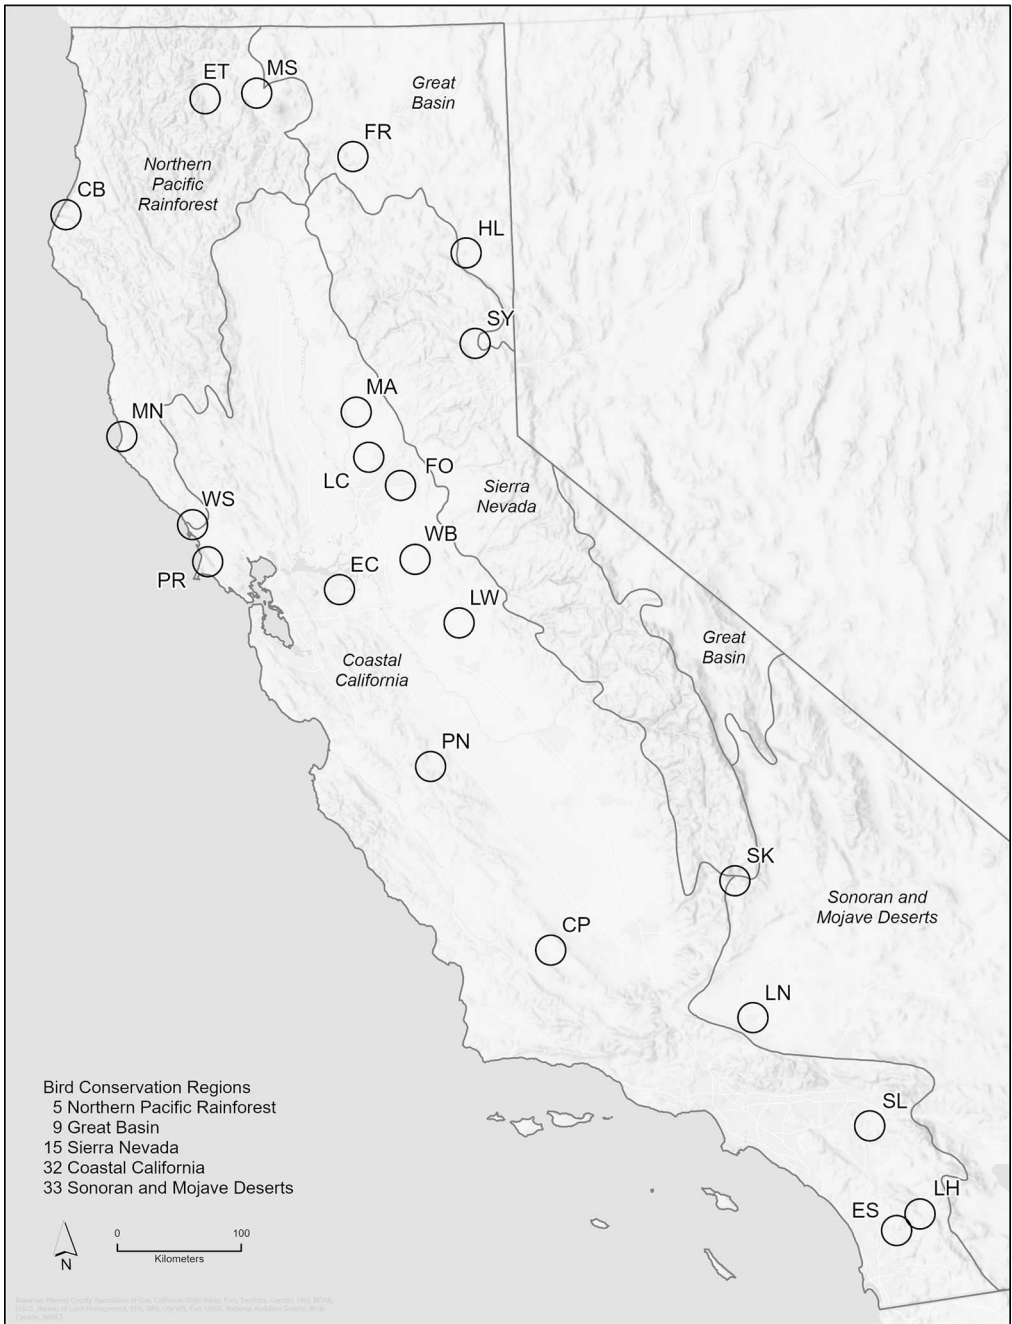 ET
MS
Great
Basin
FR
Northern
Pacific
Rainforest
CB
HL
SY
MA
MN
LC
FO
Sierra
Nevada
WS
WB
EC
PR
LW
Great
Basin
Coastal
California
PN
SK
Sonoran and
Mojave Deserts
CP
LN
Bird Conservation Regions
5 Northern Pacific Rainforest
9 Great Basin
15 Sierra Nevada
32 Coastal California
33 Sonoran and Mojave Deserts
SL
LH
ES
0 100
Kilometers
N